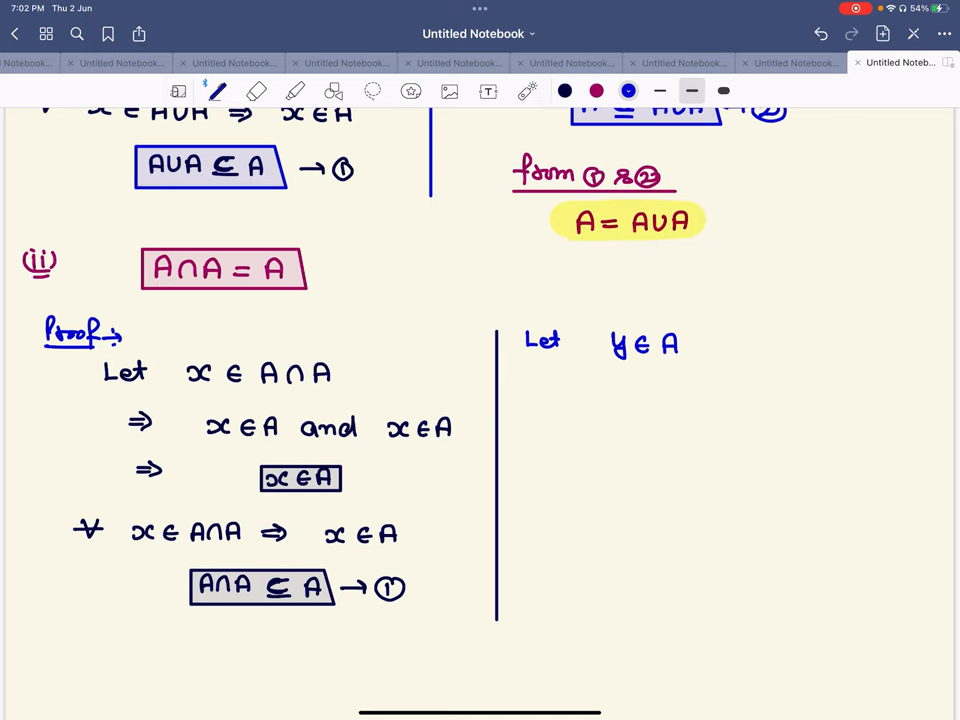 7:02 PM Thu 2 Jun
54%
Untitled Notebook
Notebook...
Untitled Notebook...
Untitled Notebook...
Untitled Notebook...
Untitled Notebook...
Untitled Notebook...
Untitled Notebook...
Untitled Noteb...
∀ x ∈ A∪A ⇒ x ∈ A
A∪A ⊆ A → ①
A ⊆ A∪A → ②
from ① & ②
A = A∪A
(ii) A∩A = A
Proof :-
Let x ∈ A∩A
⇒ x ∈ A and x ∈ A
⇒ x ∈ A
∀ x ∈ A∩A ⇒ x ∈ A
A∩A ⊆ A → ①
Let y ∈ A